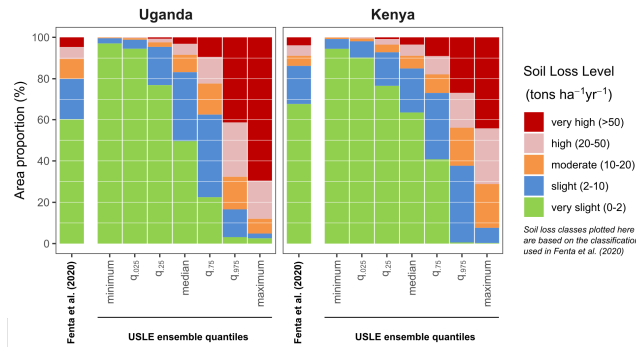 Uganda
Kenya
Area proportion (%)
100
80
60
40
20
0
Fenta et al. (2020)
minimum
q.025
q.25
median
q.75
q.975
maximum
USLE ensemble quantiles
Fenta et al. (2020)
minimum
q.025
q.25
median
q.75
q.975
maximum
USLE ensemble quantiles
Soil Loss Level
(tons ha⁻¹yr⁻¹)
very high (>50)
high (20-50)
moderate (10-20)
slight (2-10)
very slight (0-2)
Soil loss classes plotted here
are based on the classification
used in Fenta et al. (2020)